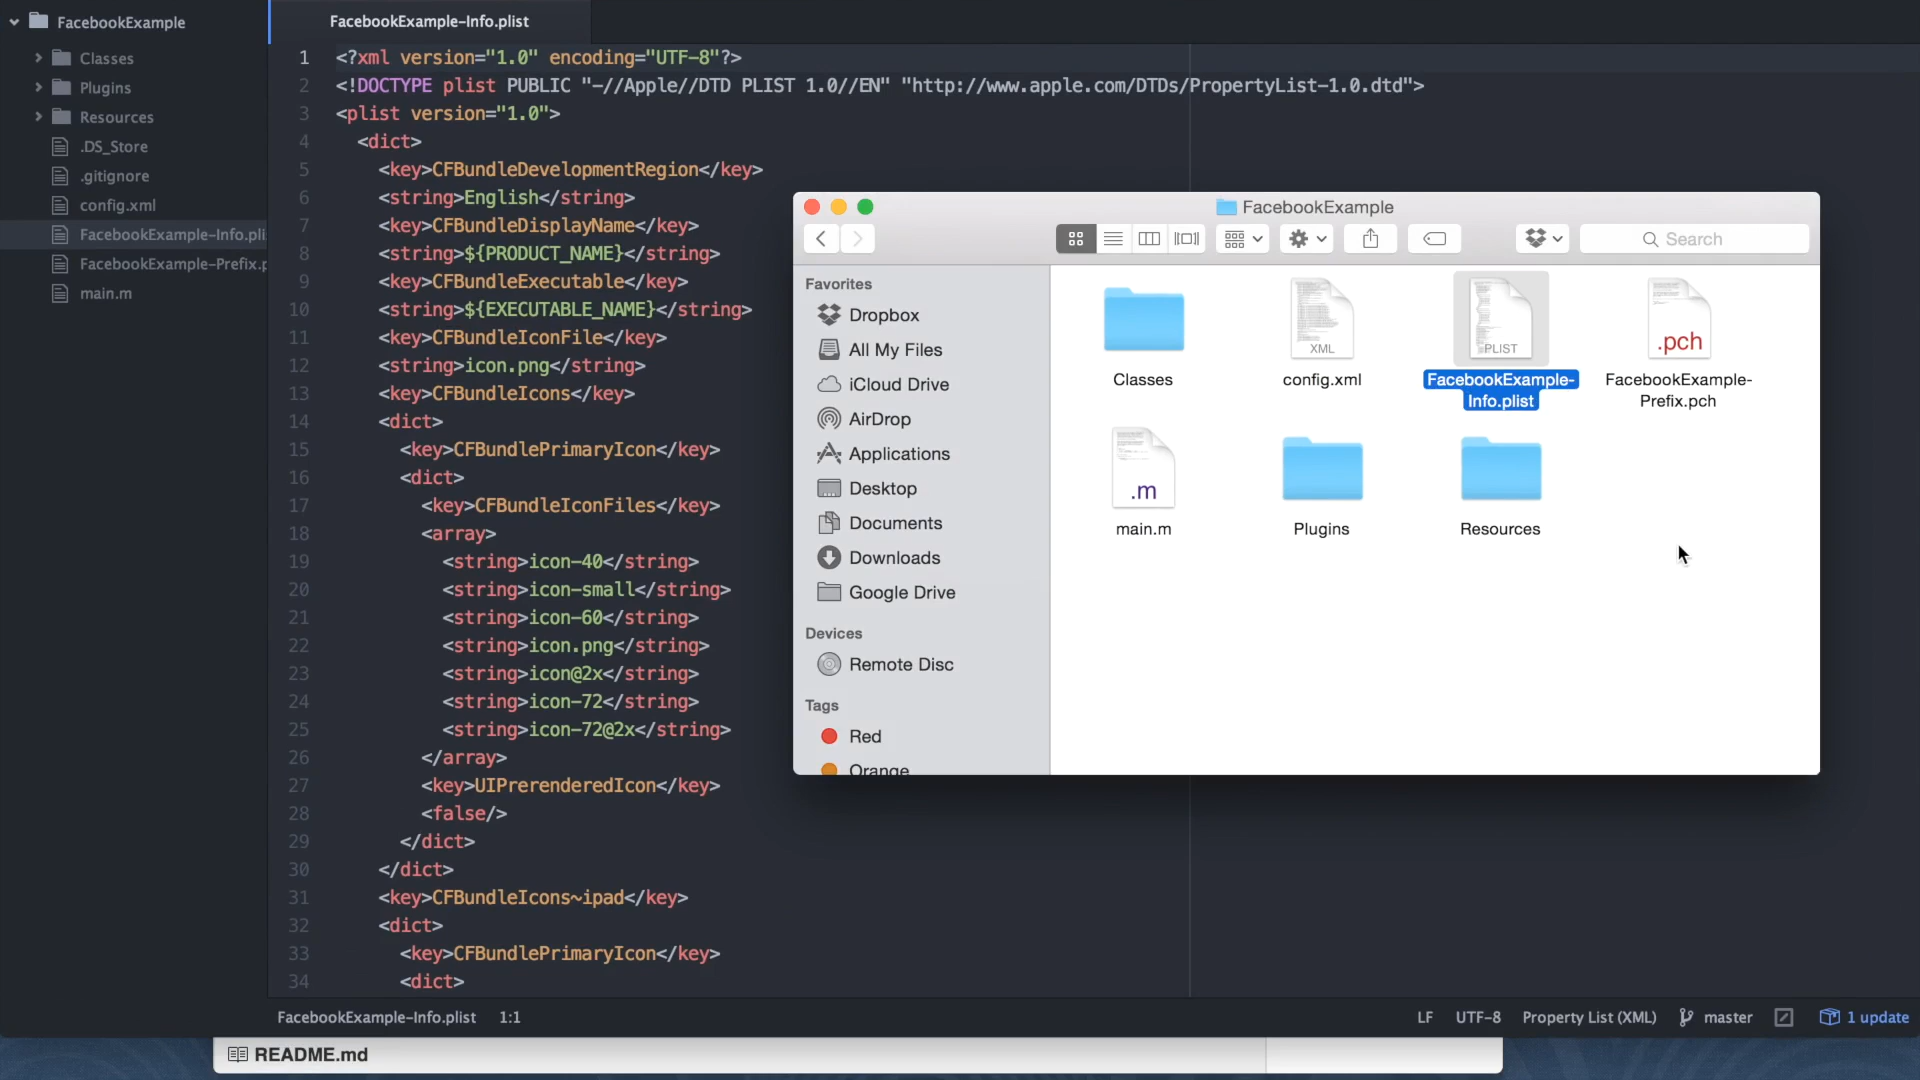 FacebookExample
Classes
Plugins
Resources
.DS_Store
.gitignore
config.xml
FacebookExample-Info.pli
FacebookExample-Prefix.p
main.m
FacebookExample-Info.plist
1 <?xml version="1.0" encoding="UTF-8"?>
2 <!DOCTYPE plist PUBLIC "-//Apple//DTD PLIST 1.0//EN" "http://www.apple.com/DTDs/PropertyList-1.0.dtd">
3 <plist version="1.0">
4 <dict>
5 <key>CFBundleDevelopmentRegion</key>
6 <string>English</string>
7 <key>CFBundleDisplayName</key>
8 <string>${PRODUCT_NAME}</string>
9 <key>CFBundleExecutable</key>
10 <string>${EXECUTABLE_NAME}</string>
11 <key>CFBundleIconFile</key>
12 <string>icon.png</string>
13 <key>CFBundleIcons</key>
14 <dict>
15 <key>CFBundlePrimaryIcon</key>
16 <dict>
17 <key>CFBundleIconFiles</key>
18 <array>
19 <string>icon-40</string>
20 <string>icon-small</string>
21 <string>icon-60</string>
22 <string>icon.png</string>
23 <string>icon@2x</string>
24 <string>icon-72</string>
25 <string>icon-72@2x</string>
26 </array>
27 <key>UIPrerenderedIcon</key>
28 <false/>
29 </dict>
30 </dict>
31 <key>CFBundleIcons~ipad</key>
32 <dict>
33 <key>CFBundlePrimaryIcon</key>
34 <dict>
FacebookExample
Search
Favorites
Dropbox
All My Files
iCloud Drive
AirDrop
Applications
Desktop
Documents
Downloads
Google Drive
Devices
Remote Disc
Tags
Red
Orange
XML
PLIST
.pch
Classes
config.xml
FacebookExample-
Info.plist
FacebookExample-
Prefix.pch
.m
main.m
Plugins
Resources
FacebookExample-Info.plist 1:1
LF UTF-8 Property List (XML) master 1 update
README.md